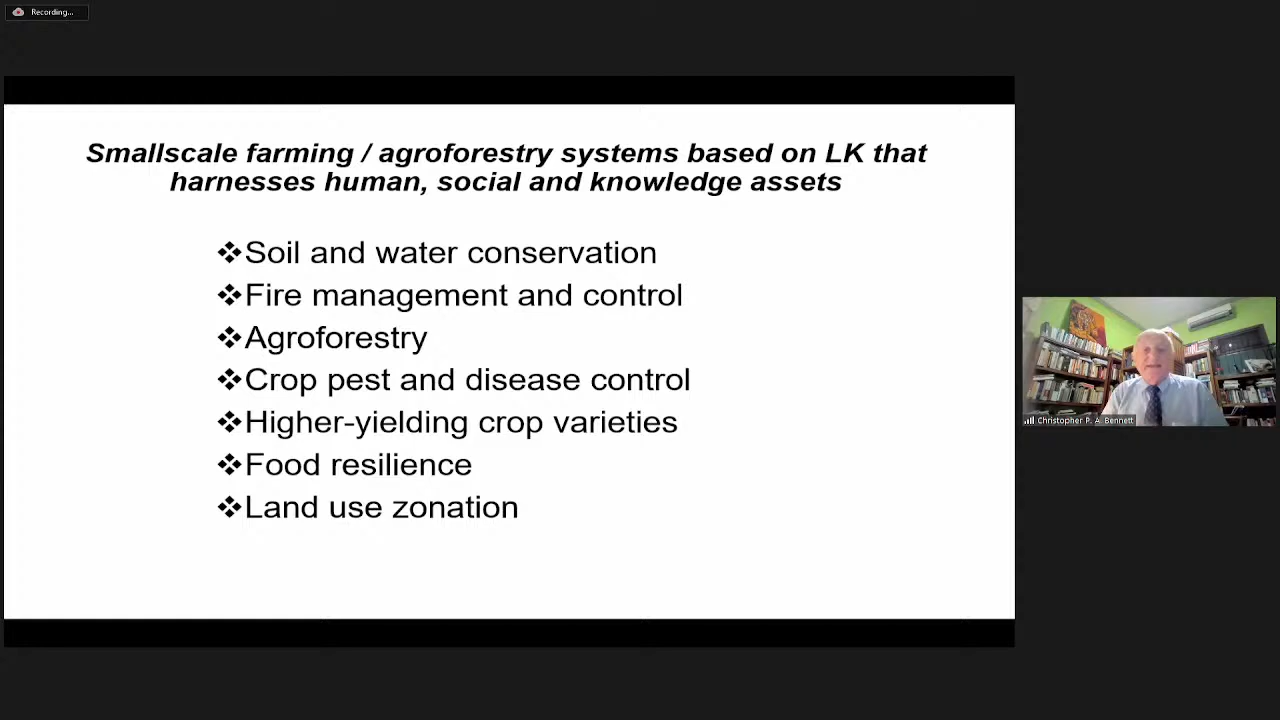 Recording...
Smallscale farming / agroforestry systems based on LK that
harnesses human, social and knowledge assets
❖Soil and water conservation
❖Fire management and control
❖Agroforestry
❖Crop pest and disease control
❖Higher-yielding crop varieties
❖Food resilience
❖Land use zonation
Christopher P. A. Bennett